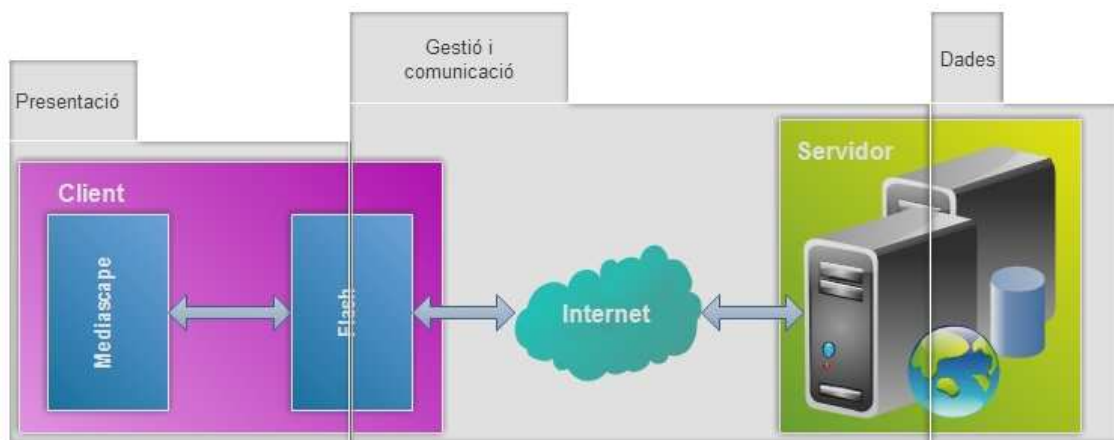 Gestió i
comunicació
Dades
Presentació
Servidor
Client
Mediascape
Flash
Internet